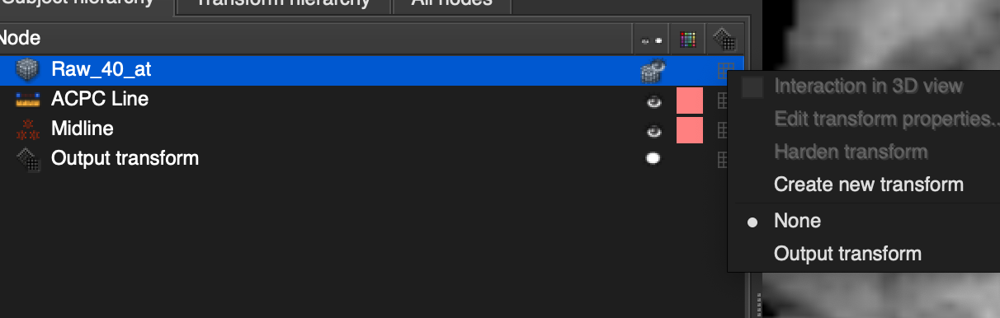 Subject hierarchy Transform hierarchy All nodes
Node
Raw_40_at
ACPC Line
Midline
Output transform
Interaction in 3D view
Edit transform properties..
Harden transform
Create new transform
None
Output transform